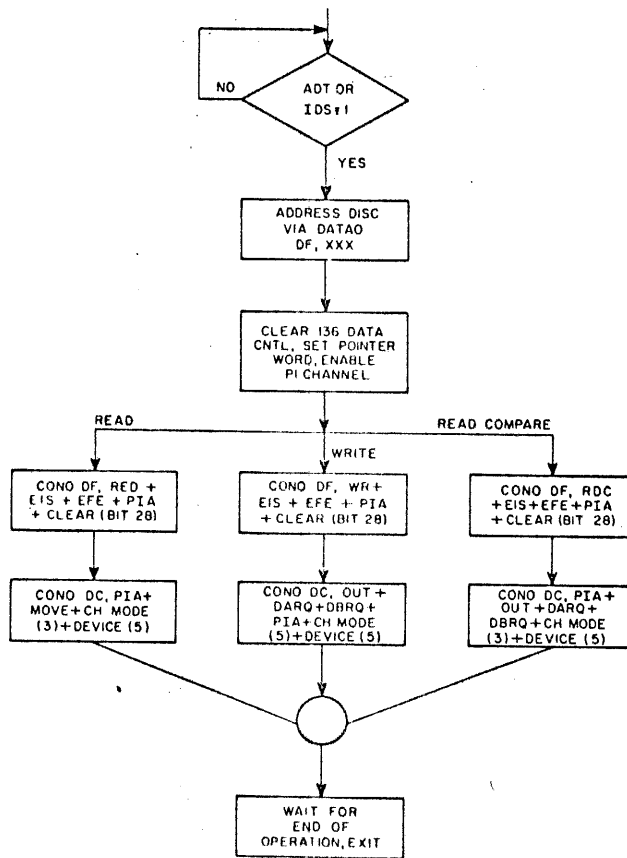 ADT OR
IDS=1
NO
YES
ADDRESS DISC
VIA DATAO
DF, XXX
CLEAR 136 DATA
CNTL, SET POINTER
WORD, ENABLE
PI CHANNEL
READ
WRITE
READ COMPARE
CONO DF, RED +
EIS + EFE + PIA
+ CLEAR (BIT 28)
CONO DF, WR+
EIS + EFE + PIA
+ CLEAR (BIT 28)
CONO DF, RDC
+EIS+EFE+PIA
+ CLEAR (BIT 28)
CONO DC, PIA+
MOVE+CH MODE
(3)+DEVICE (5)
CONO DC, OUT +
DARQ+DBRQ+
PIA+CH MODE
(5)+DEVICE (5)
CONO DC, PIA+
OUT+DARQ+
DBRQ+CH MODE
(3)+DEVICE (5)
WAIT FOR
END OF
OPERATION, EXIT